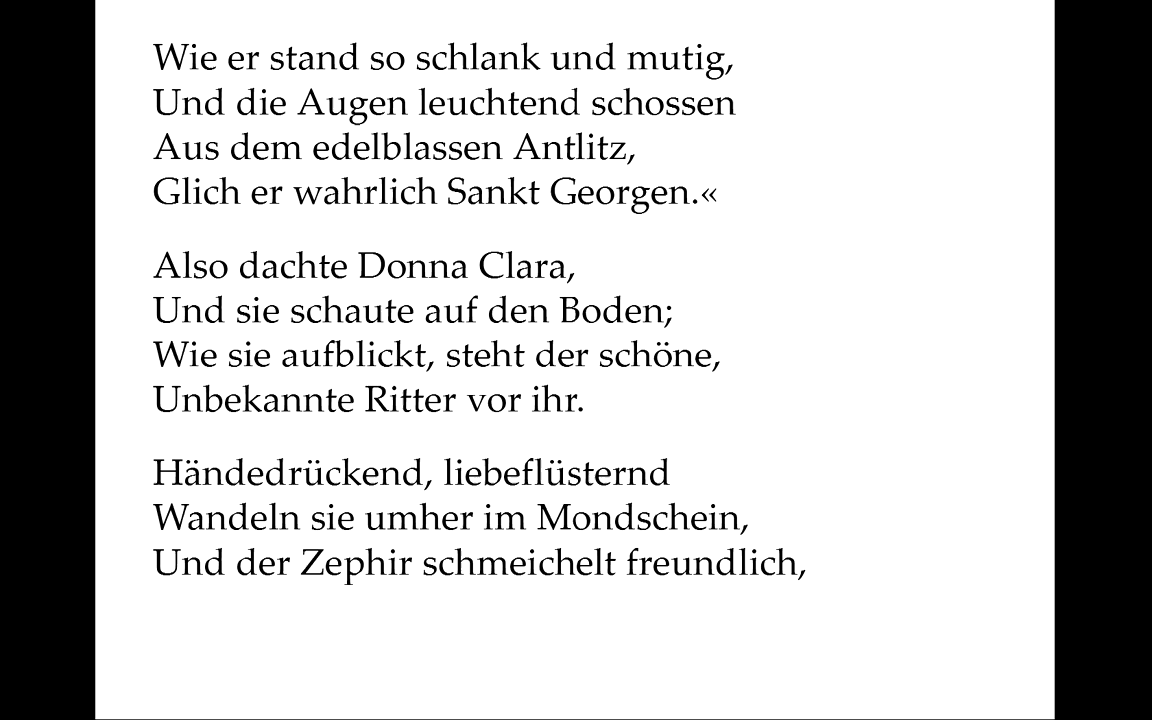 Wie er stand so schlank und mutig,
Und die Augen leuchtend schossen
Aus dem edelblassen Antlitz,
Glich er wahrlich Sankt Georgen.«
Also dachte Donna Clara,
Und sie schaute auf den Boden;
Wie sie aufblickt, steht der schöne,
Unbekannte Ritter vor ihr.
Händedrückend, liebeflüsternd
Wandeln sie umher im Mondschein,
Und der Zephir schmeichelt freundlich,